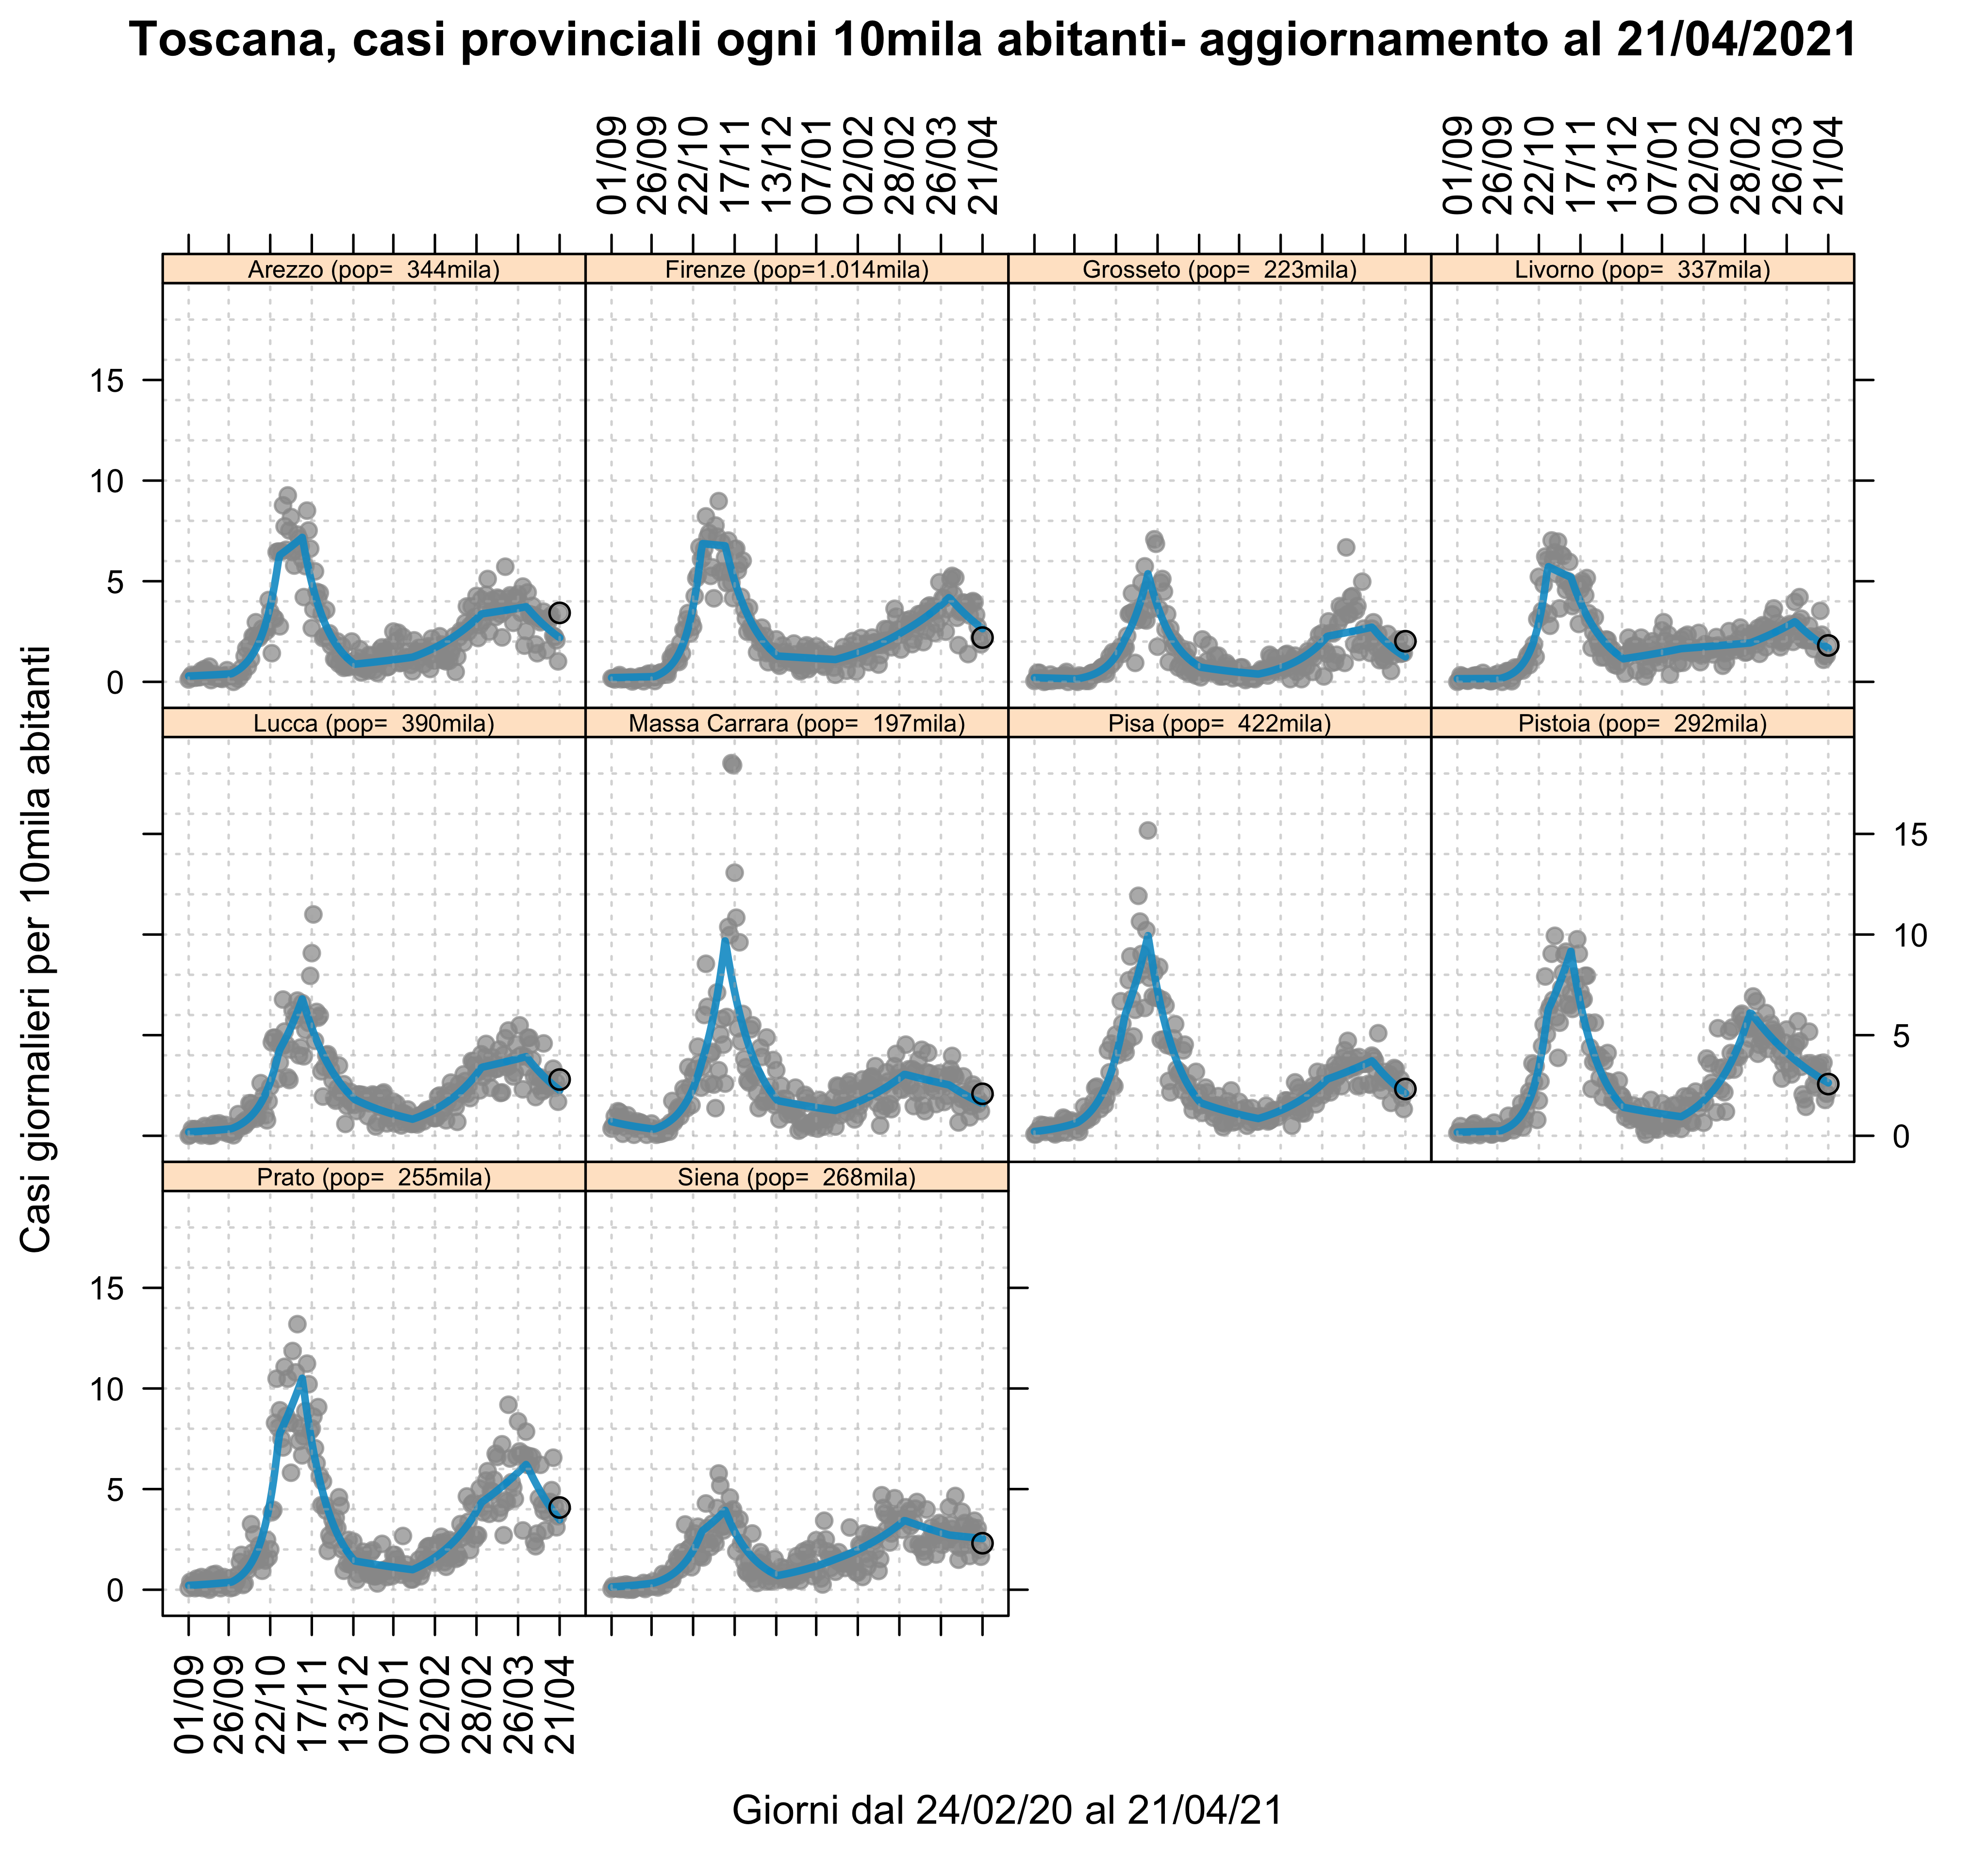 Toscana, casi provinciali ogni 10mila abitanti- aggiornamento al 21/04/2021
01/09 26/09 22/10 17/11 13/12 07/01 02/02 28/02 26/03 21/04
01/09 26/09 22/10 17/11 13/12 07/01 02/02 28/02 26/03 21/04
Arezzo (pop= 344mila)
Firenze (pop=1.014mila)
Grosseto (pop= 223mila)
Livorno (pop= 337mila)
15
10
5
0
Casi giornalieri per 10mila abitanti
Lucca (pop= 390mila)
Massa Carrara (pop= 197mila)
Pisa (pop= 422mila)
Pistoia (pop= 292mila)
15
10
5
0
Prato (pop= 255mila)
Siena (pop= 268mila)
15
10
5
0
01/09 26/09 22/10 17/11 13/12 07/01 02/02 28/02 26/03 21/04
Giorni dal 24/02/20 al 21/04/21